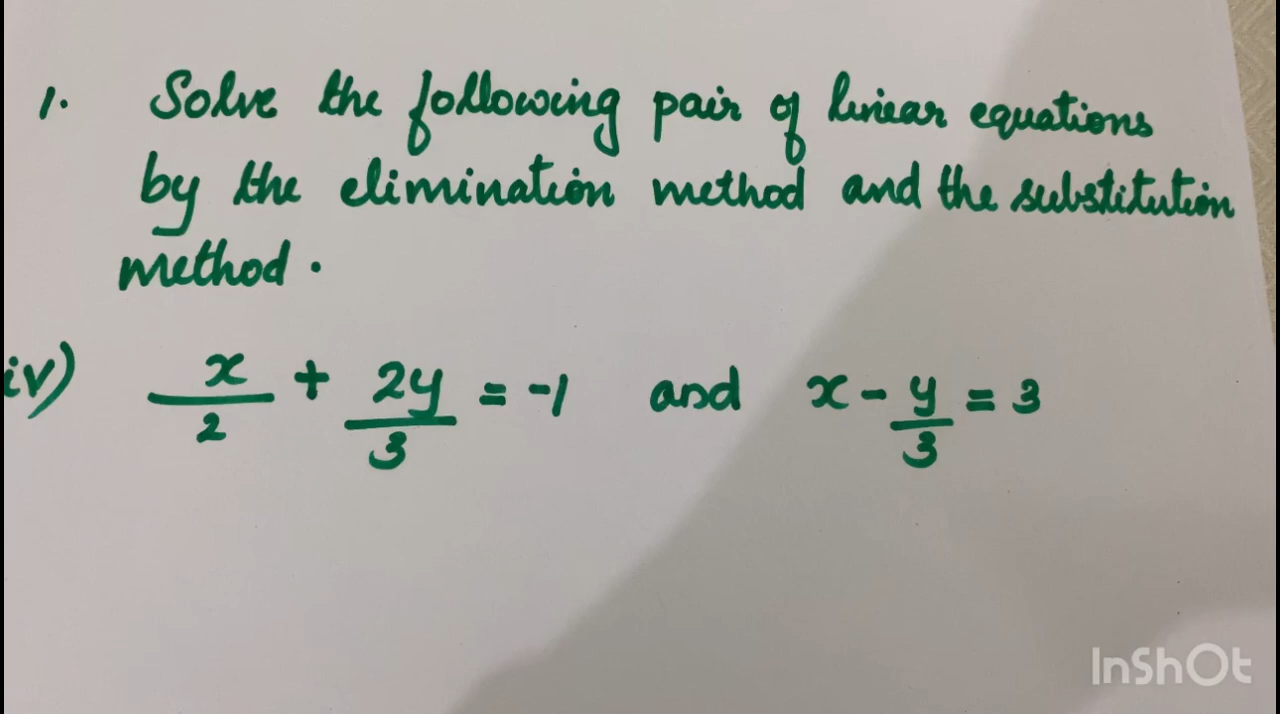 1. Solve the following pair of linear equations
by the elimination method and the substitution
method.
iv) x/2 + 2y/3 = -1 and x - y/3 = 3
InShOt